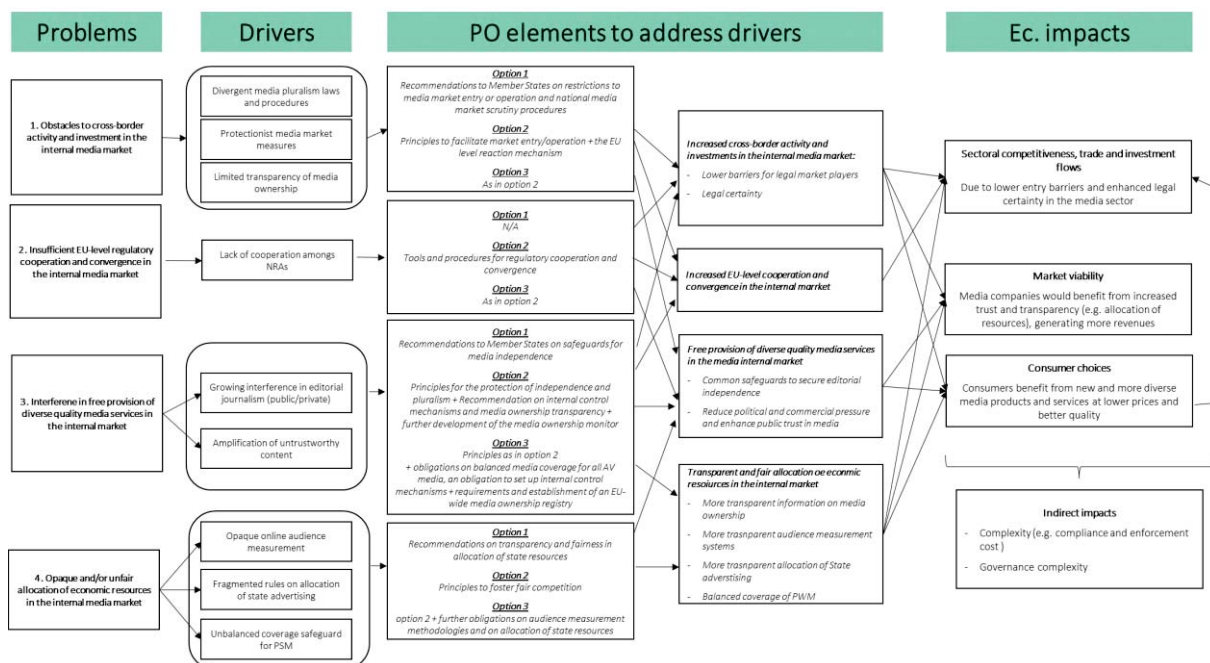 Problems
Drivers
PO elements to address drivers
Ec. impacts
1. Obstacles to cross-border
activity and investment in the
internal media market
Divergent media pluralism laws
and procedures
Protectionist media market
measures
Limited transparency of media
ownership
Option 1
Recommendations to Member States on restrictions to
media market entry or operation and national media
market scrutiny procedures
Option 2
Principles to facilitate market entry/operation + the EU
level reaction mechanism
Option 3
As in option 2
2. Insufficient EU-level regulatory
cooperation and convergence in
the internal media market
Lack of cooperation amongs
NRAs
Option 1
N/A
Option 2
Tools and procedures for regulatory cooperation and
convergence
Option 3
As in option 2
3. Interferene in free provision of
diverse quality media services in
the internal market
Growing interference in editorial
journalism (public/private)
Amplification of untrustworthy
content
Option 1
Recommendations to Member States on safeguards for
media independence
Option 2
Principles for the protection of independence and
pluralism + Recommendation on internal control
mechanisms and media ownership transparency +
further development of the media ownership monitor
Option 3
Principles as in option 2
+ obligations on balanced media coverage for all AV
media, an obligation to set up internal control
mechanisms + requirements and establishment of an EU-
wide media ownership registry
4. Opaque and/or unfair
allocation of economic resources
in the internal media market
Opaque online audience
measurement
Fragmented rules on allocation
of state advertising
Unbalanced coverage safeguard
for PSM
Option 1
Recommendations on transparency and fairness in
allocation of state resources
Option 2
Principles to foster fair competition
Option 3
option 2 + further obligations on audience measurement
methodologies and on allocation of state resources
Increased cross-border activity and
investments in the internal media market:
- Lower barriers for legal market players
- Legal certainty
Increased EU-level cooperation and
convergence in the internal marrket
Free provision of diverse quality media services
in the media internal market
- Common safeguards to secure editorial
independence
- Reduce political and commercial pressure
and enhance public trust in media
Transparent and fair allocation oe econmic
resoiurces in the internal market
- More transparent information on media
ownership
- More trasnparent audience measurement
systems
- More trasnparent allocation of State
advertising
- Balanced coverage of PWM
Sectoral competitiveness, trade and investment
flows
Due to lower entry barriers and enhanced legal
certainty in the media sector
Market viability
Media companies would benefit from increased
trust and transparency (e.g. allocation of
resources), generating more revenues
Consumer choices
Consumers benefit from new and more diverse
media products and services at lower prices and
better quality
Indirect impacts
- Complexity (e.g. compliance and enforcement
cost )
- Governance complexity